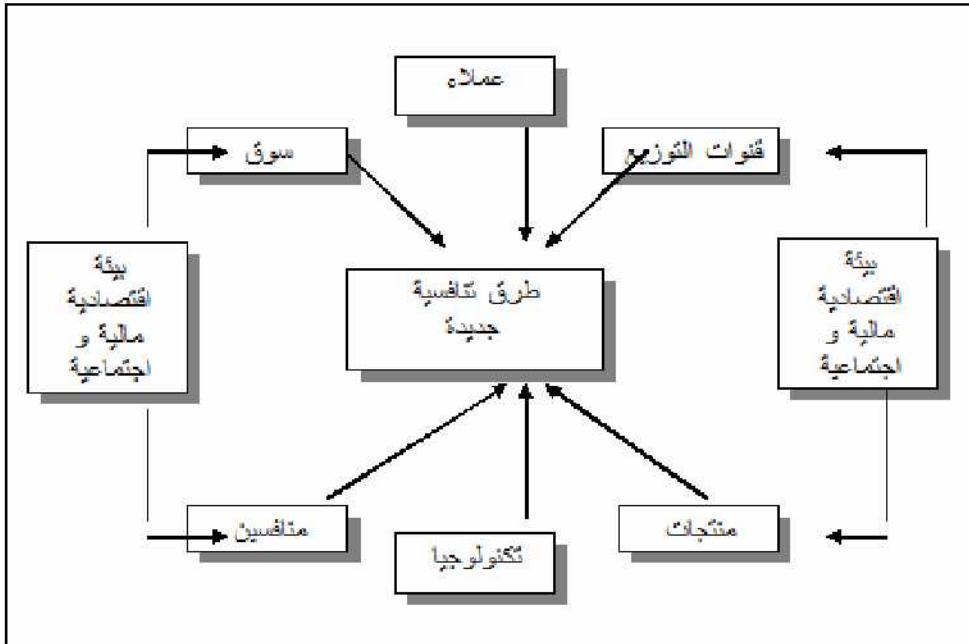 عملاء
قنوات التوزيع
سوق
بيئة
اقتصادية
مالية و
اجتماعية
طرق تنافسية
جديدة
بيئة
اقتصادية
مالية و
اجتماعية
منتجات
تكنولوجيا
منافسين